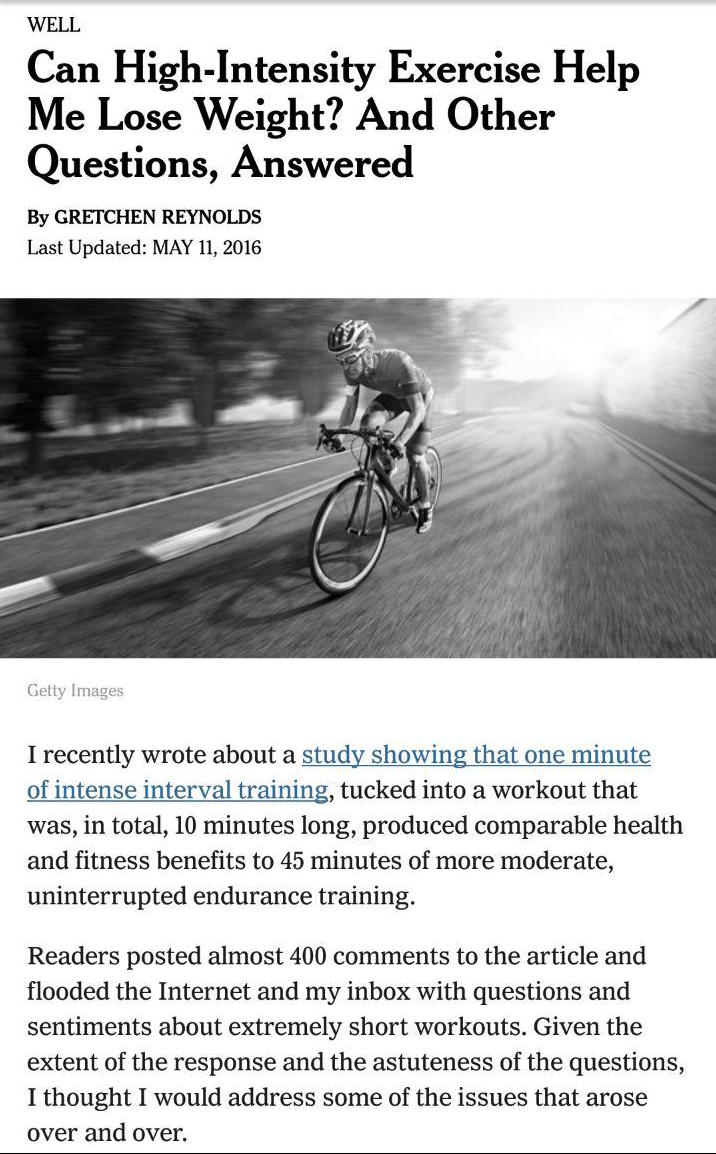 WELL
Can High-Intensity Exercise Help
Me Lose Weight? And Other
Questions, Answered
By GRETCHEN REYNOLDS
Last Updated: MAY 11, 2016
Getty Images
I recently wrote about a study showing that one minute
of intense interval training, tucked into a workout that
was, in total, 10 minutes long, produced comparable health
and fitness benefits to 45 minutes of more moderate,
uninterrupted endurance training.
Readers posted almost 400 comments to the article and
flooded the Internet and my inbox with questions and
sentiments about extremely short workouts. Given the
extent of the response and the astuteness of the questions,
I thought I would address some of the issues that arose
over and over.